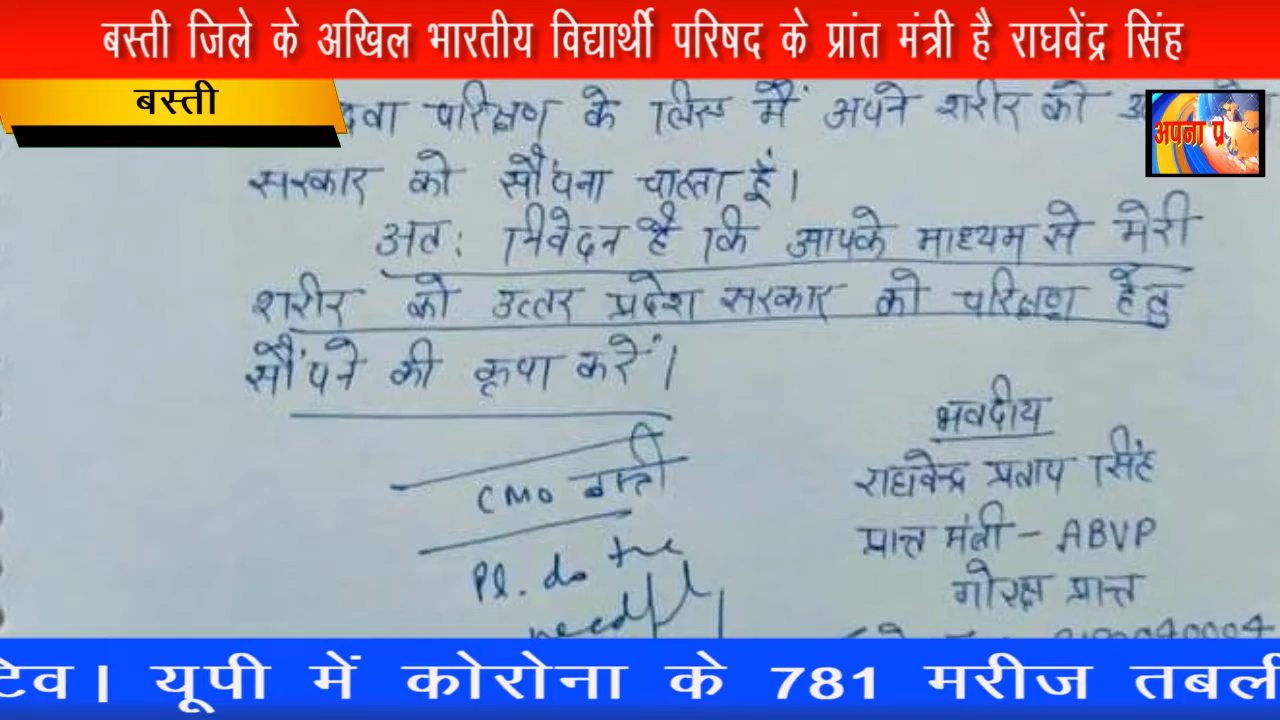 बस्ती जिले के अखिल भारतीय विद्यार्थी परिषद के प्रांत मंत्री है राघवेंद्र सिंह
बस्ती
दवा परिक्षण के लिए मैं अपने शरीर को
अपना प्र
सरकार को सौंपना चाहता हूं।
अतः निवेदन है कि आपके माध्यम से मेरी
शरीर को उत्तर प्रदेश सरकार को परिक्षण हेतु
सौंपने की कृपा करें।
भवदीय
CMO बस्ती
राघवेन्द्र प्रताप सिंह
प्रान्त मंत्री - ABVP
Pl. do the
गोरक्ष प्रान्त
needful
टिव। यूपी में कोरोना के 781 मरीज तबली